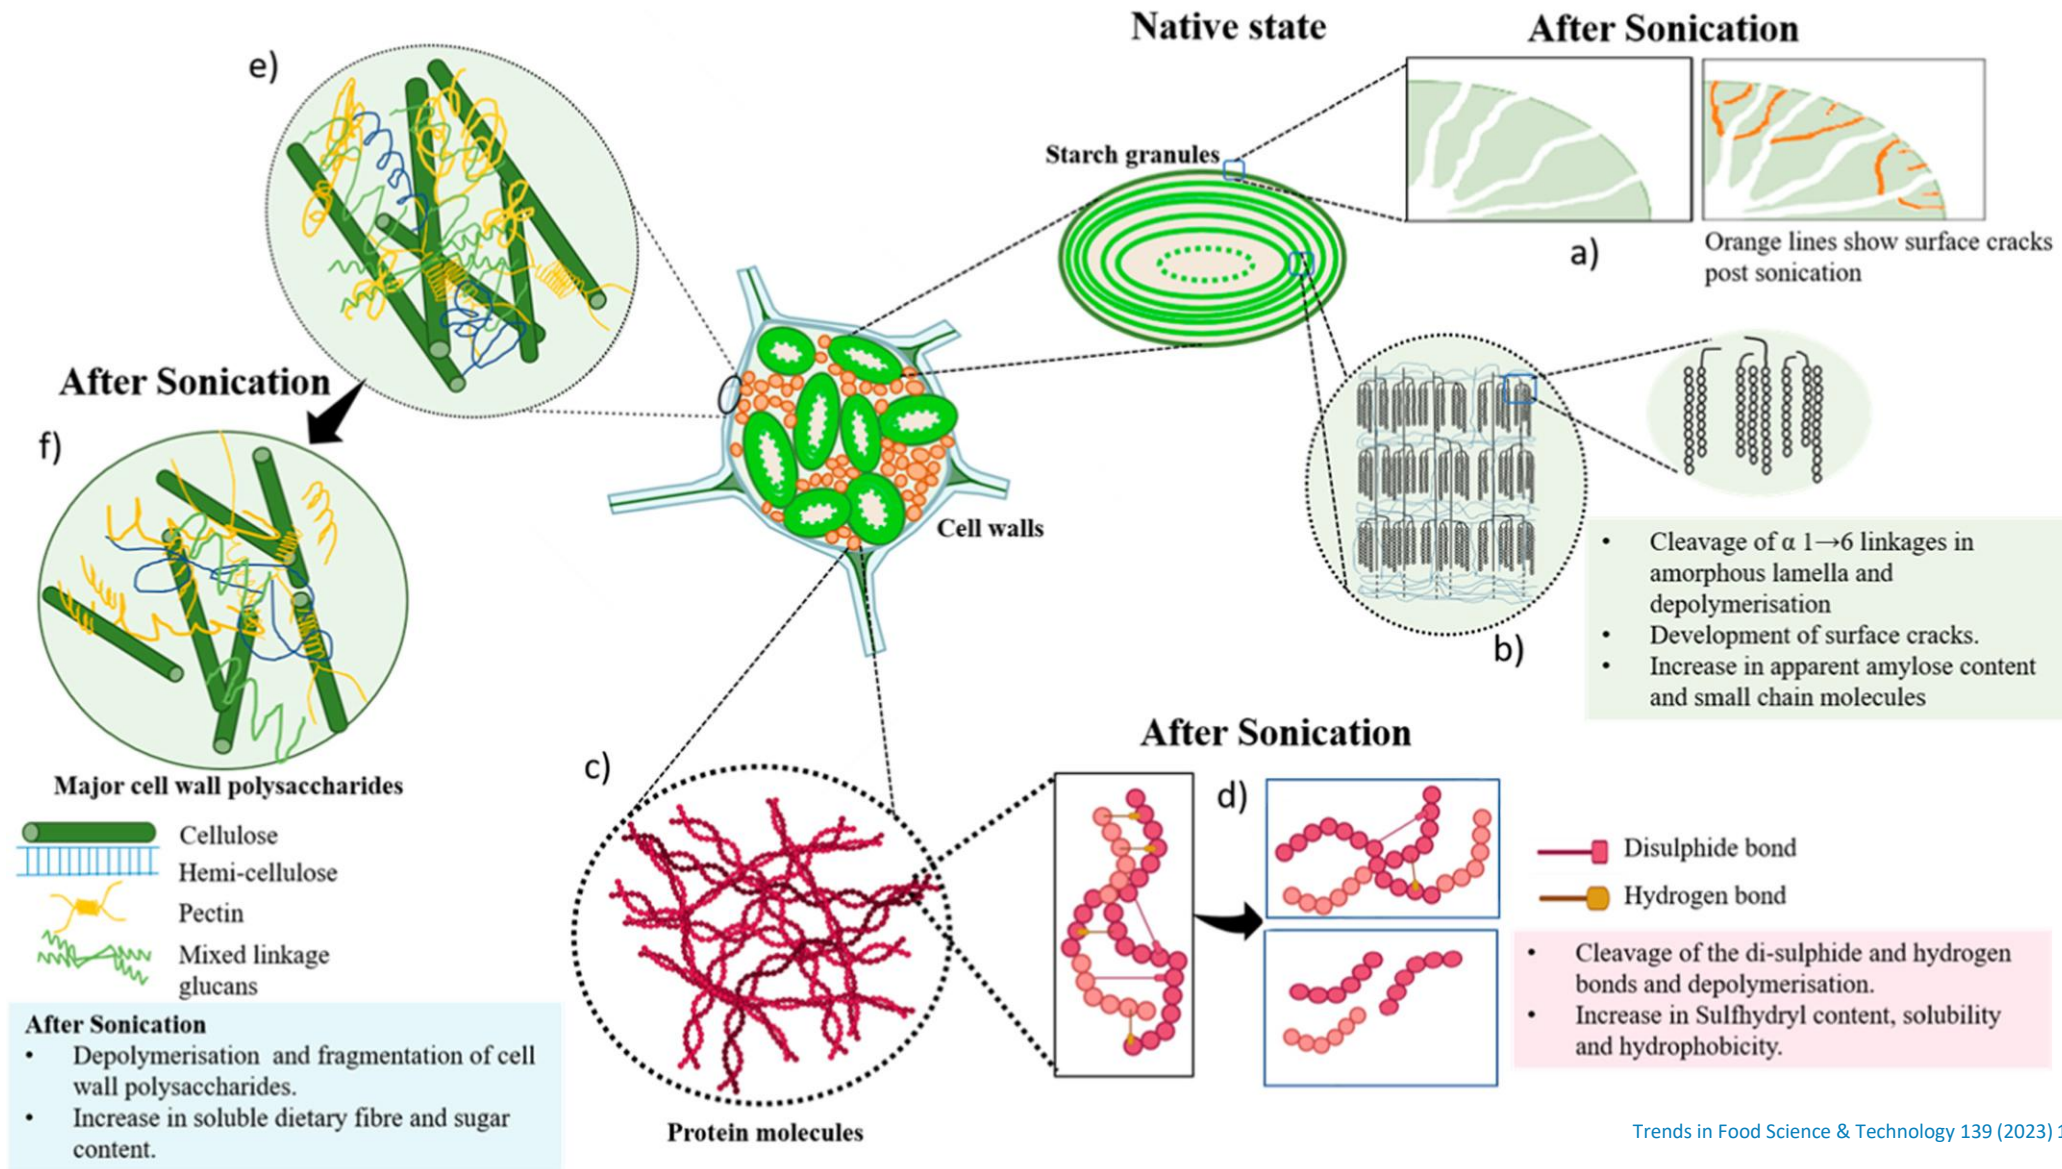 Native state
After Sonication
e)
Starch granules
a)
Orange lines show surface cracks
post sonication
After Sonication
f)
Cell walls
b)
• Cleavage of α 1→6 linkages in
amorphous lamella and
depolymerisation
• Development of surface cracks.
• Increase in apparent amylose content
and small chain molecules
Major cell wall polysaccharides
Cellulose
Hemi-cellulose
Pectin
Mixed linkage
glucans
After Sonication
• Depolymerisation and fragmentation of cell
wall polysaccharides.
• Increase in soluble dietary fibre and sugar
content.
c)
Protein molecules
After Sonication
d)
Disulphide bond
Hydrogen bond
• Cleavage of the di-sulphide and hydrogen
bonds and depolymerisation.
• Increase in Sulfhydryl content, solubility
and hydrophobicity.
Trends in Food Science & Technology 139 (2023)